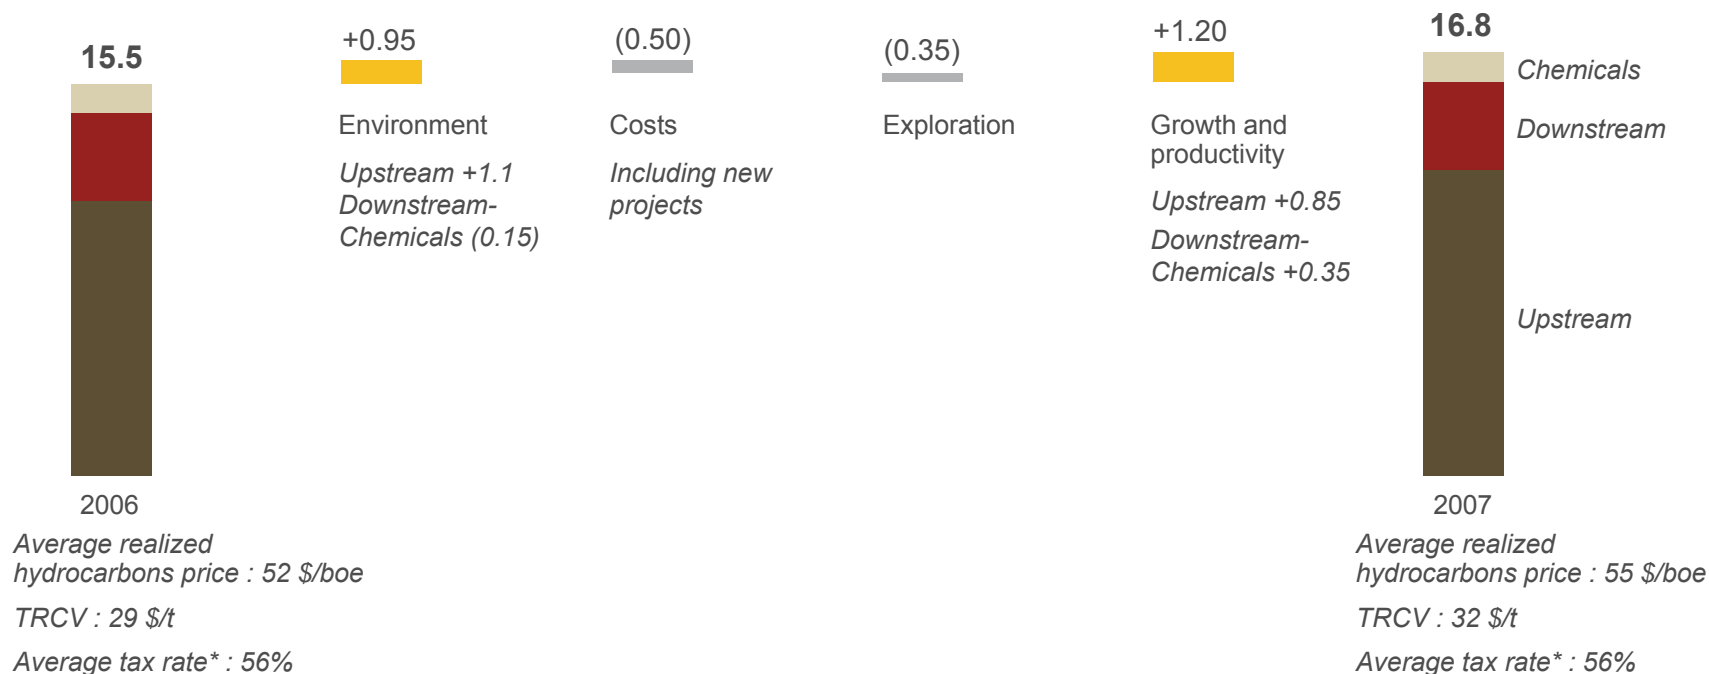 15.5
+0.95
(0.50)
(0.35)
+1.20
16.8
Chemicals
Downstream
Upstream
Environment
Upstream +1.1
Downstream-
Chemicals (0.15)
Costs
Including new
projects
Exploration
Growth and
productivity
Upstream +0.85
Downstream-
Chemicals +0.35
2006
Average realized
hydrocarbons price : 52 $/boe
TRCV : 29 $/t
Average tax rate* : 56%
2007
Average realized
hydrocarbons price : 55 $/boe
TRCV : 32 $/t
Average tax rate* : 56%